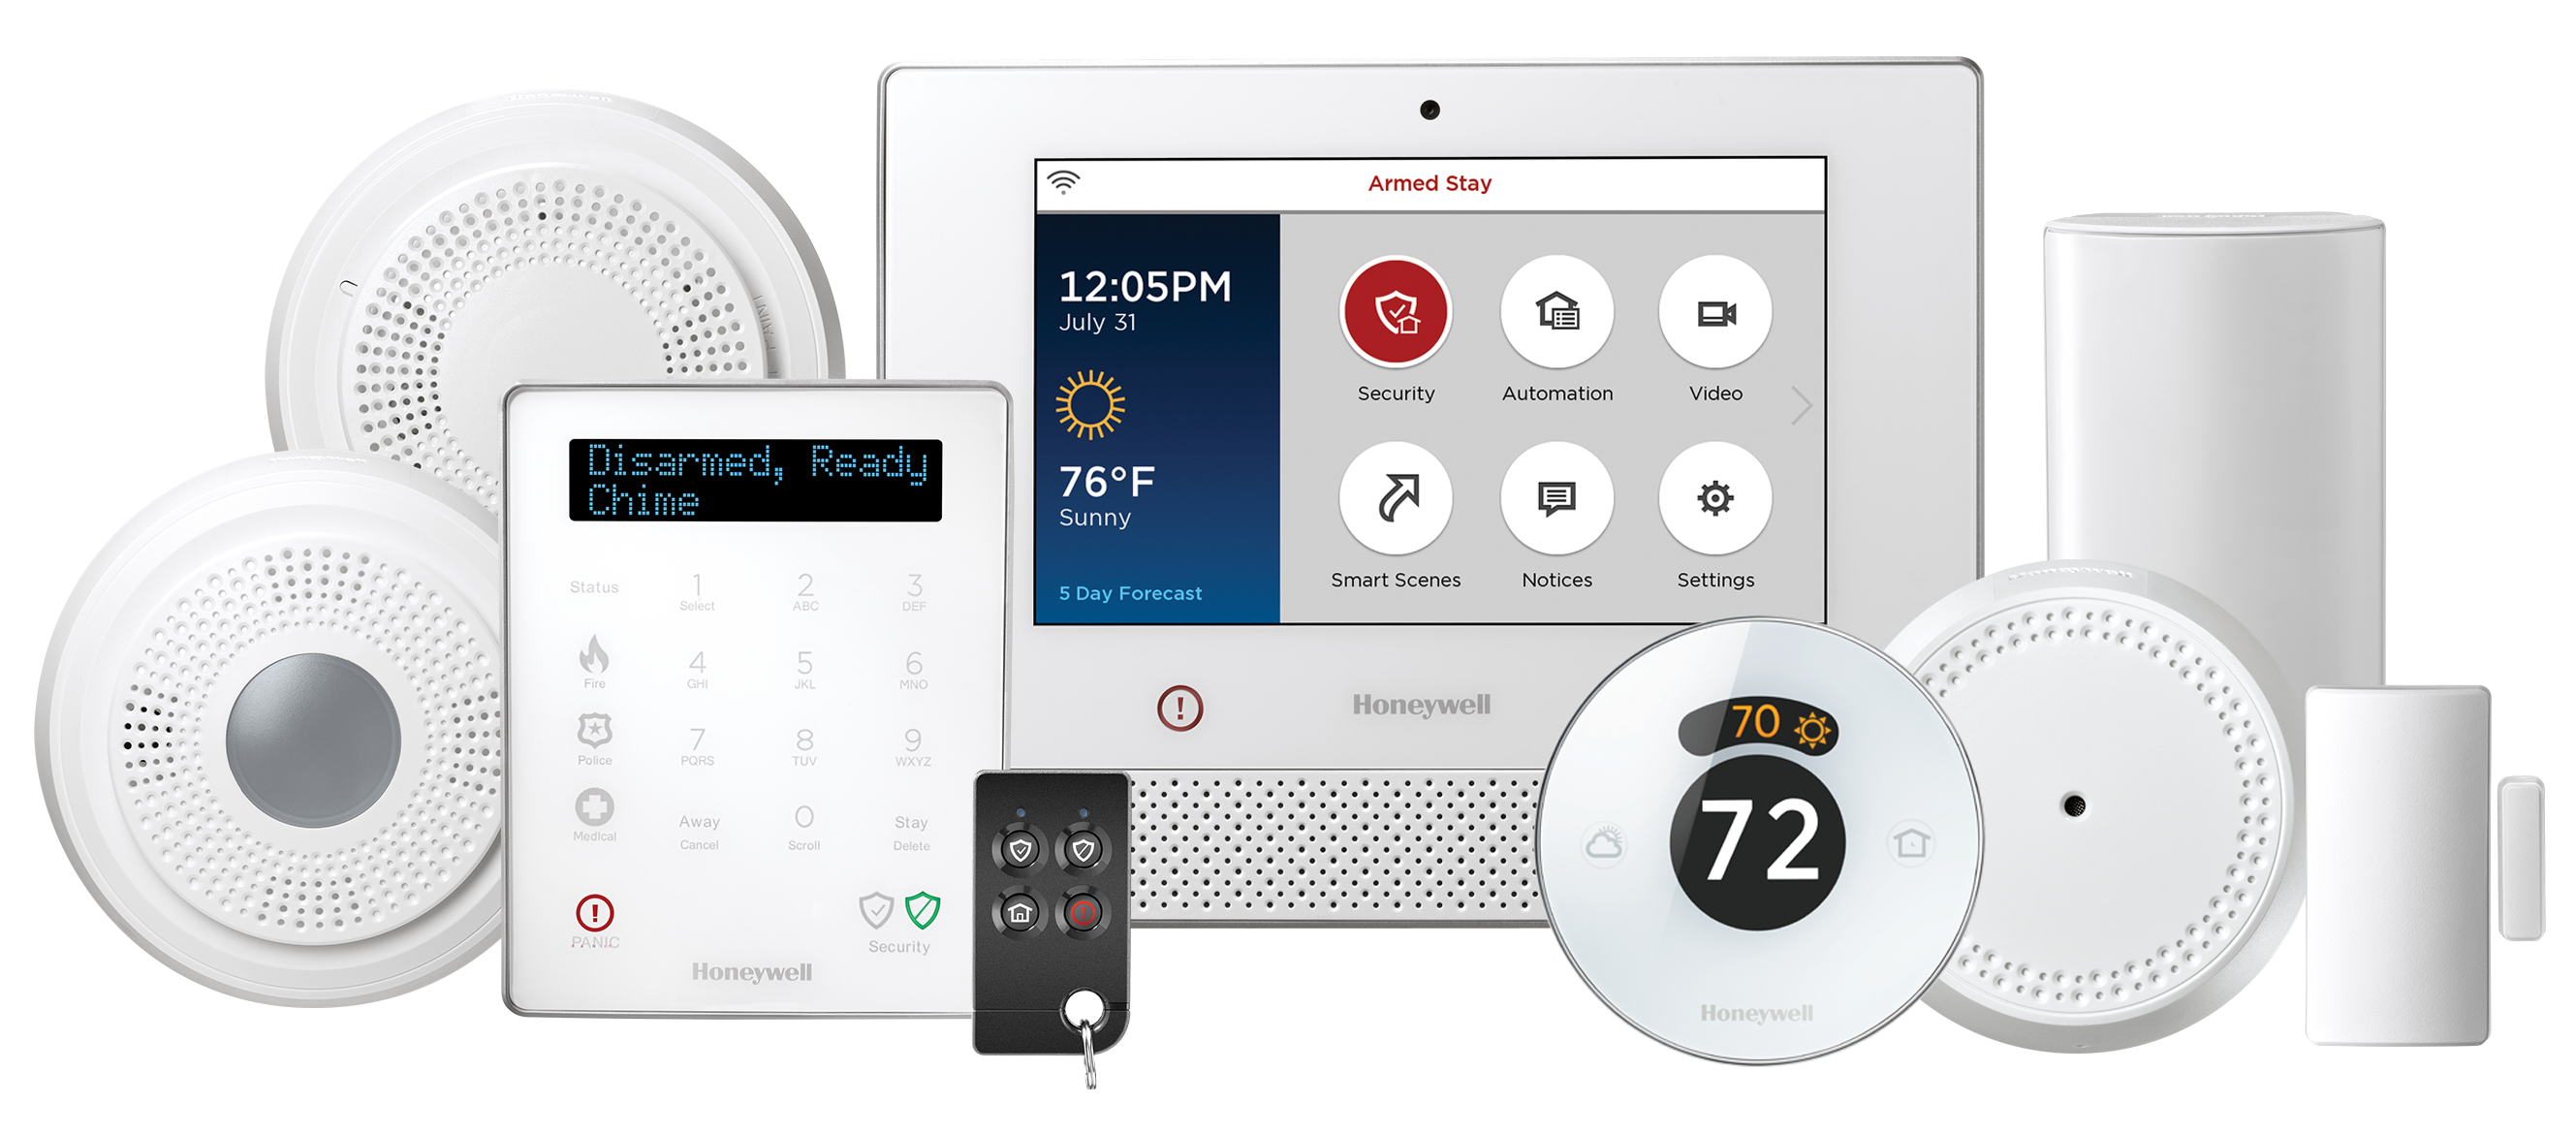 Armed Stay
12:05PM
July 31
76°F
Sunny
5 Day Forecast
Security
Automation
Video
Smart Scenes
Notices
Settings
Honeywell
Disarmed, Ready
Chime
Status
1
Select
2
ABC
3
DEF
Fire
4
GHI
5
JKL
6
MNO
Police
7
PQRS
8
TUV
9
WXYZ
Medical
Away
Cancel
0
Scroll
Stay
Delete
PANIC
Security
Honeywell
70
72
Honeywell